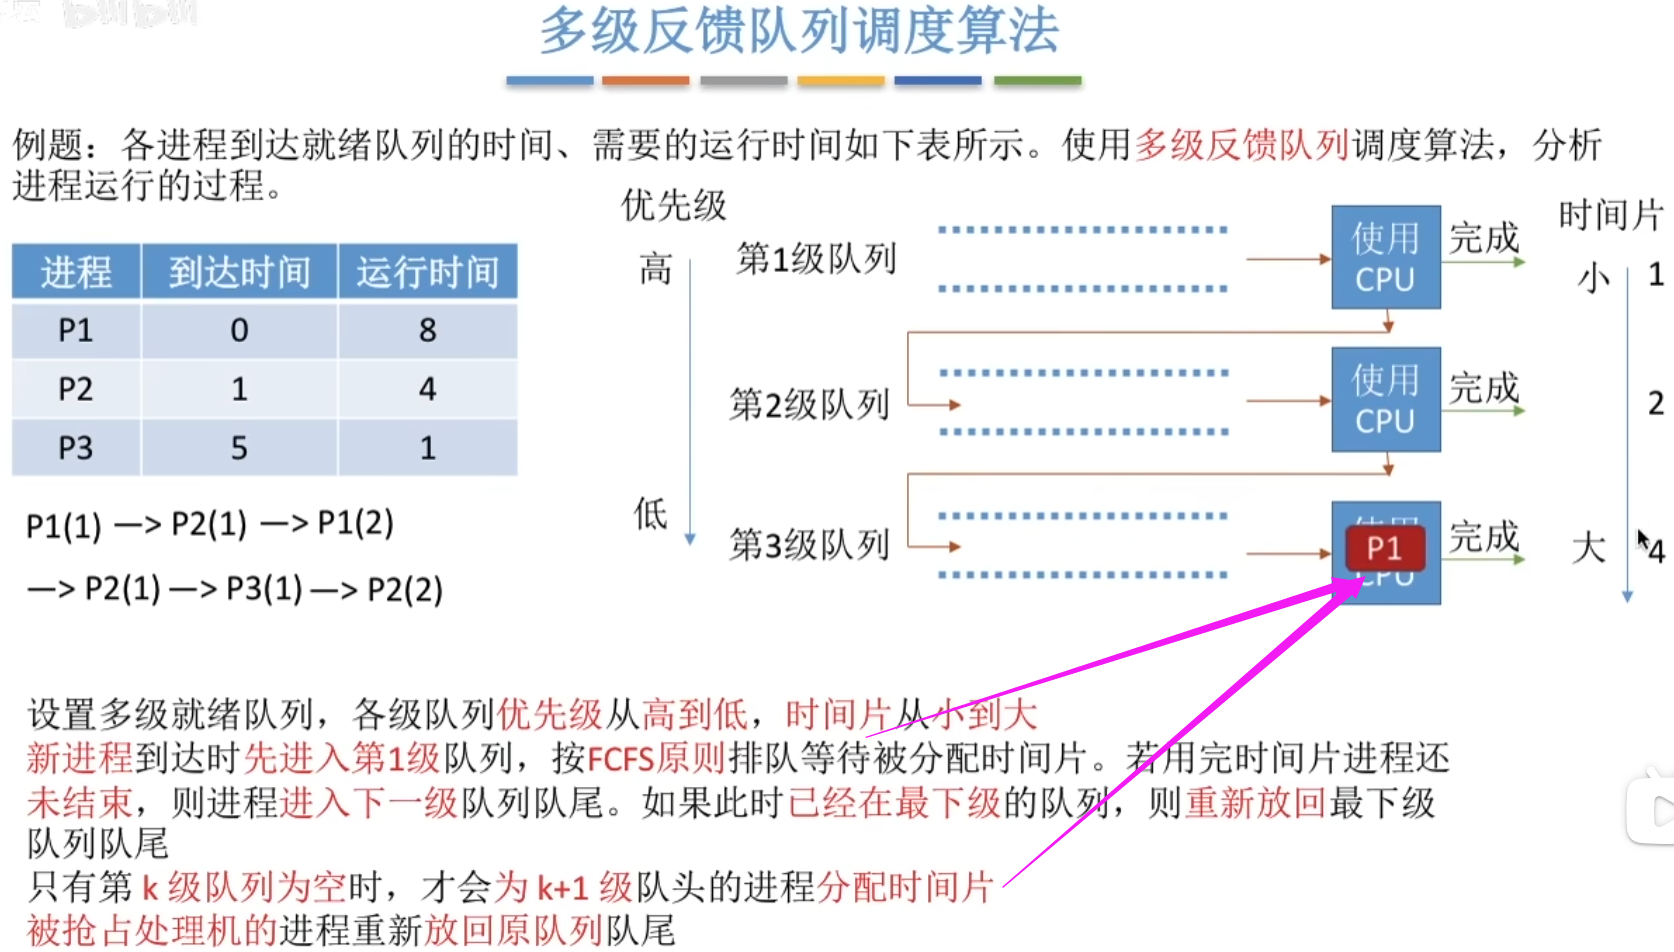 多级反馈队列调度算法
例题：各进程到达就绪队列的时间、需要的运行时间如下表所示。使用多级反馈队列调度算法，分析
进程运行的过程。
进程 到达时间 运行时间
P1 0 8
P2 1 4
P3 5 1
P1(1) —> P2(1) —> P1(2)
—> P2(1) —> P3(1) —> P2(2)
优先级
高
低
第1级队列
使用
CPU
完成
第2级队列
使用
CPU
完成
第3级队列
P1
CPU
完成
时间片
小 1
2
大 4
设置多级就绪队列，各级队列优先级从高到低，时间片从小到大
新进程到达时先进入第1级队列，按FCFS原则排队等待被分配时间片。若用完时间片进程还
未结束，则进程进入下一级队列队尾。如果此时已经在最下级的队列，则重新放回最下级
队列队尾
只有第 k 级队列为空时，才会为 k+1 级队头的进程分配时间片
被抢占处理机的进程重新放回原队列队尾